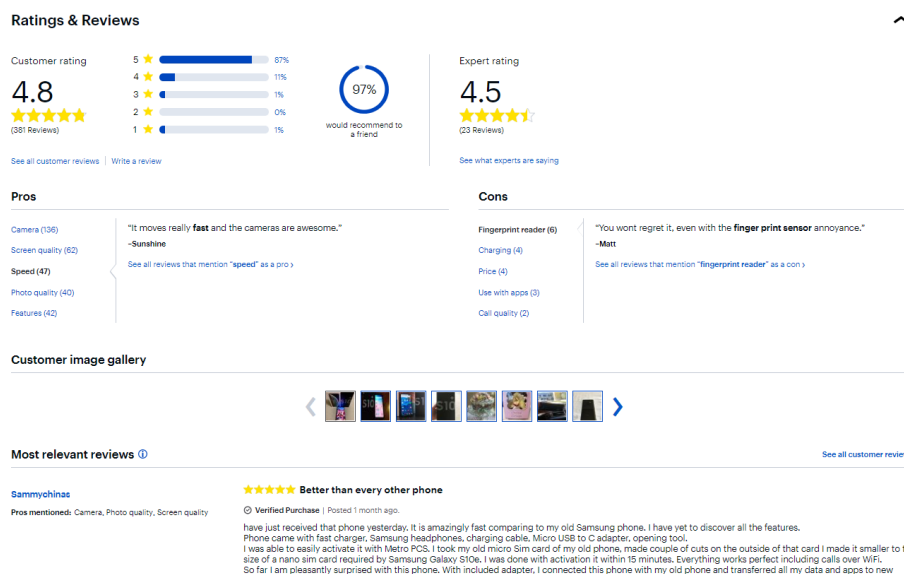 Ratings & Reviews
Customer rating
4.8
(381 Reviews)
5 87%
4 11%
3 1%
2 0%
1 1%
97%
would recommend to
a friend
Expert rating
4.5
(23 Reviews)
See all customer reviews | Write a review
See what experts are saying
Pros
Camera (136)
Screen quality (62)
Speed (47)
Photo quality (40)
Features (42)
"It moves really fast and the cameras are awesome."
–Sunshine
See all reviews that mention "speed" as a pro
Cons
Fingerprint reader (6)
Charging (4)
Price (4)
Use with apps (3)
Call quality (2)
"You wont regret it, even with the finger print sensor annoyance."
–Matt
See all reviews that mention "fingerprint reader" as a con
Customer image gallery
Most relevant reviews
See all customer review
Sammychinas
Pros mentioned: Camera, Photo quality, Screen quality
Better than every other phone
Verified Purchase | Posted 1 month ago.
have just received that phone yesterday. It is amazingly fast comparing to my old Samsung phone. I have yet to discover all the features.
Phone came with fast charger, Samsung headphones, charging cable, Micro USB to C adapter, opening tool.
I was able to easily activate it with Metro PCS. I took my old micro Sim card of my old phone, made couple of cuts on the outside of that card I made it smaller to
size of a nano sim card required by Samsung Galaxy S10e. I was done with activation it within 15 minutes. Everything works perfect including calls over WiFi.
So far I am pleasantly surprised with this phone. With included adapter, I connected this phone with my old phone and transferred all my data and apps to new